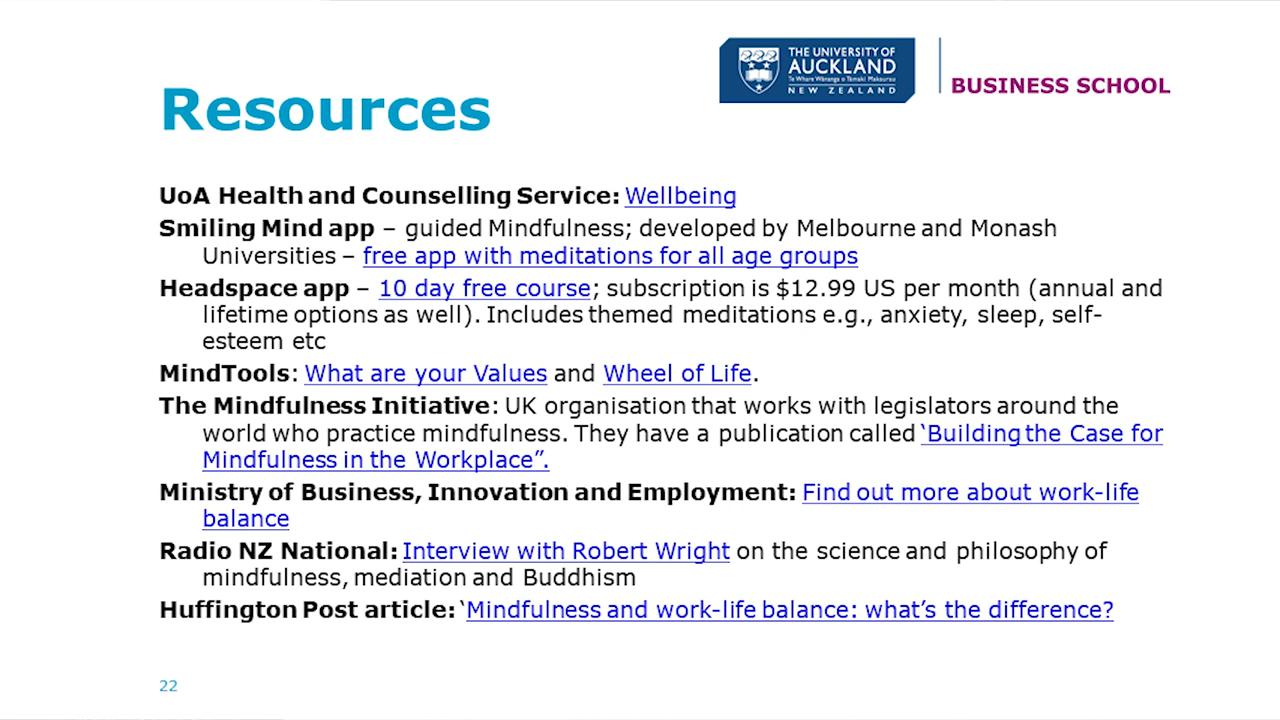 THE UNIVERSITY OF
AUCKLAND
Te Whare Wānanga o Tāmaki Makaurau
NEW ZEALAND
BUSINESS SCHOOL
Resources
UoA Health and Counselling Service: Wellbeing
Smiling Mind app – guided Mindfulness; developed by Melbourne and Monash
Universities – free app with meditations for all age groups
Headspace app – 10 day free course; subscription is $12.99 US per month (annual and
lifetime options as well). Includes themed meditations e.g., anxiety, sleep, self-
esteem etc
MindTools: What are your Values and Wheel of Life.
The Mindfulness Initiative: UK organisation that works with legislators around the
world who practice mindfulness. They have a publication called ‘Building the Case for
Mindfulness in the Workplace”.
Ministry of Business, Innovation and Employment: Find out more about work-life
balance
Radio NZ National: Interview with Robert Wright on the science and philosophy of
mindfulness, mediation and Buddhism
Huffington Post article: ‘Mindfulness and work-life balance: what’s the difference?
22